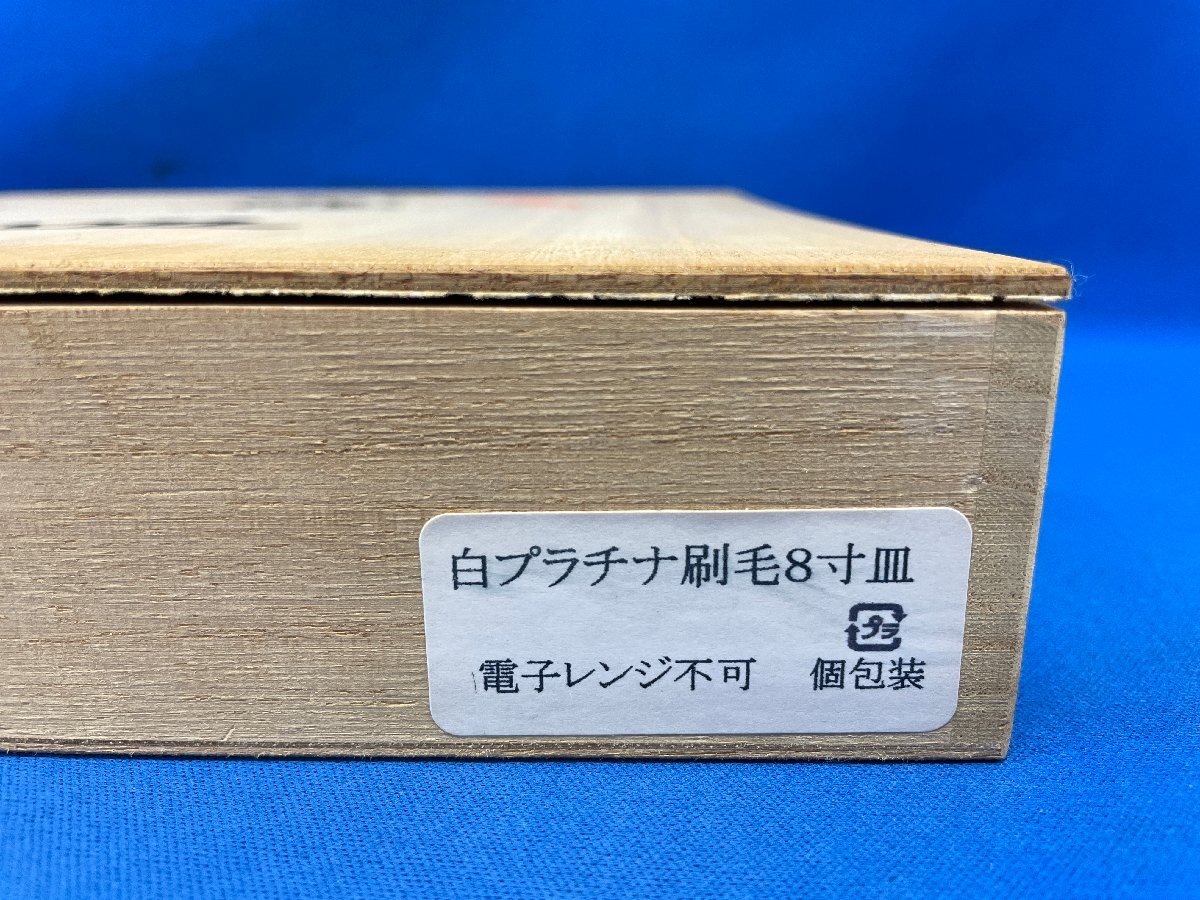 白プラチナ刷毛8寸皿
プラ
電子レンジ不可 個包装